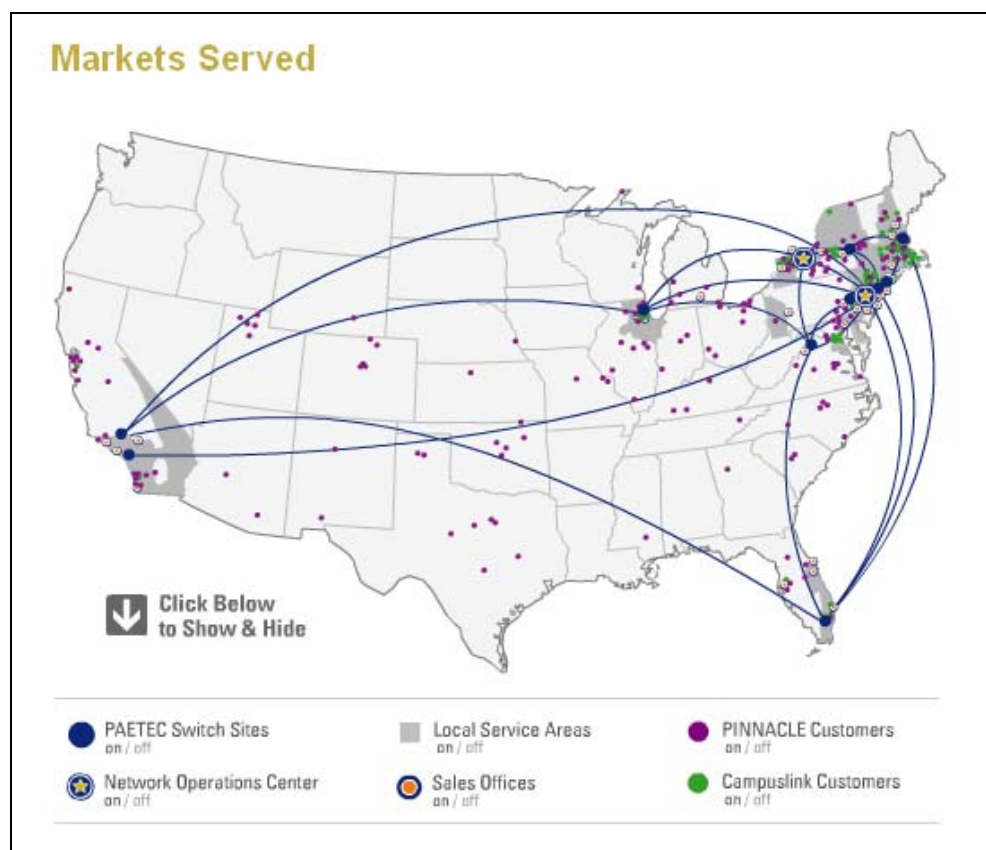 Markets Served
Click Below
to Show & Hide
PAETEC Switch Sites
on / off
Local Service Areas
on / off
PINNACLE Customers
on / off
Network Operations Center
on / off
Sales Offices
on / off
Campuslink Customers
on / off